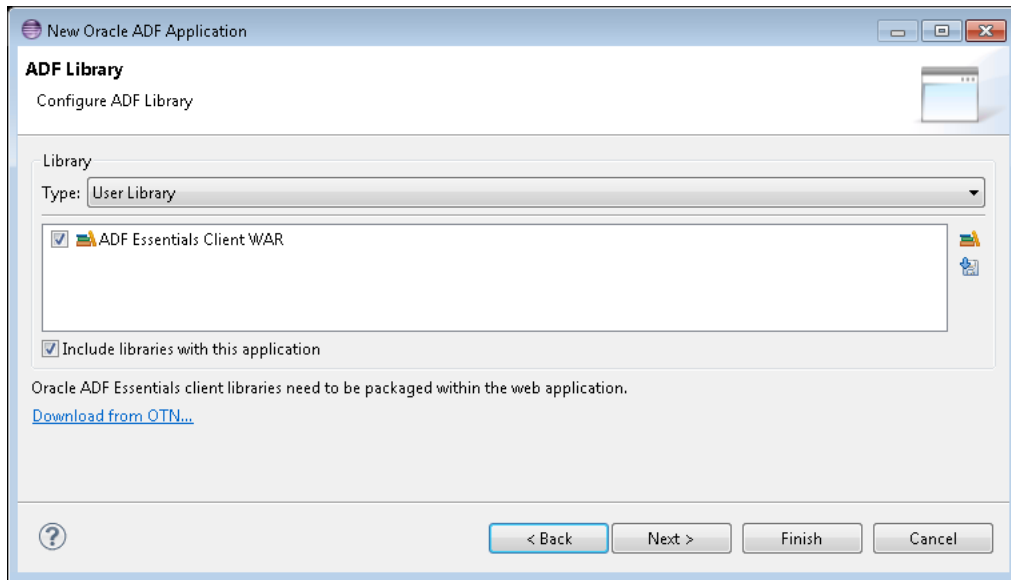 New Oracle ADF Application
ADF Library
Configure ADF Library
Library
Type: User Library
ADF Essentials Client WAR
Include libraries with this application
Oracle ADF Essentials client libraries need to be packaged within the web application.
Download from OTN...
? < Back Next > Finish Cancel